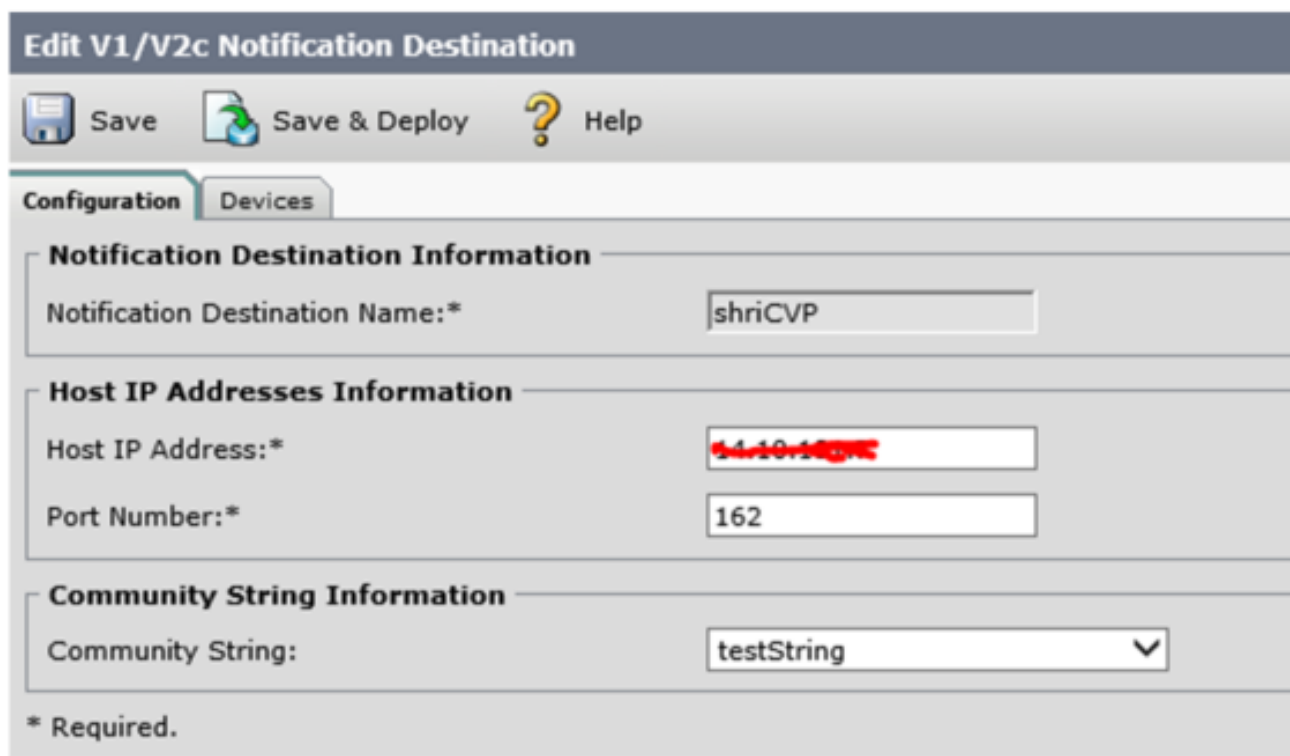 Edit V1/V2c Notification Destination
Save Save & Deploy Help
Configuration Devices
Notification Destination Information
Notification Destination Name:* shriCVP
Host IP Addresses Information
Host IP Address:*
Port Number:* 162
Community String Information
Community String: testString
* Required.